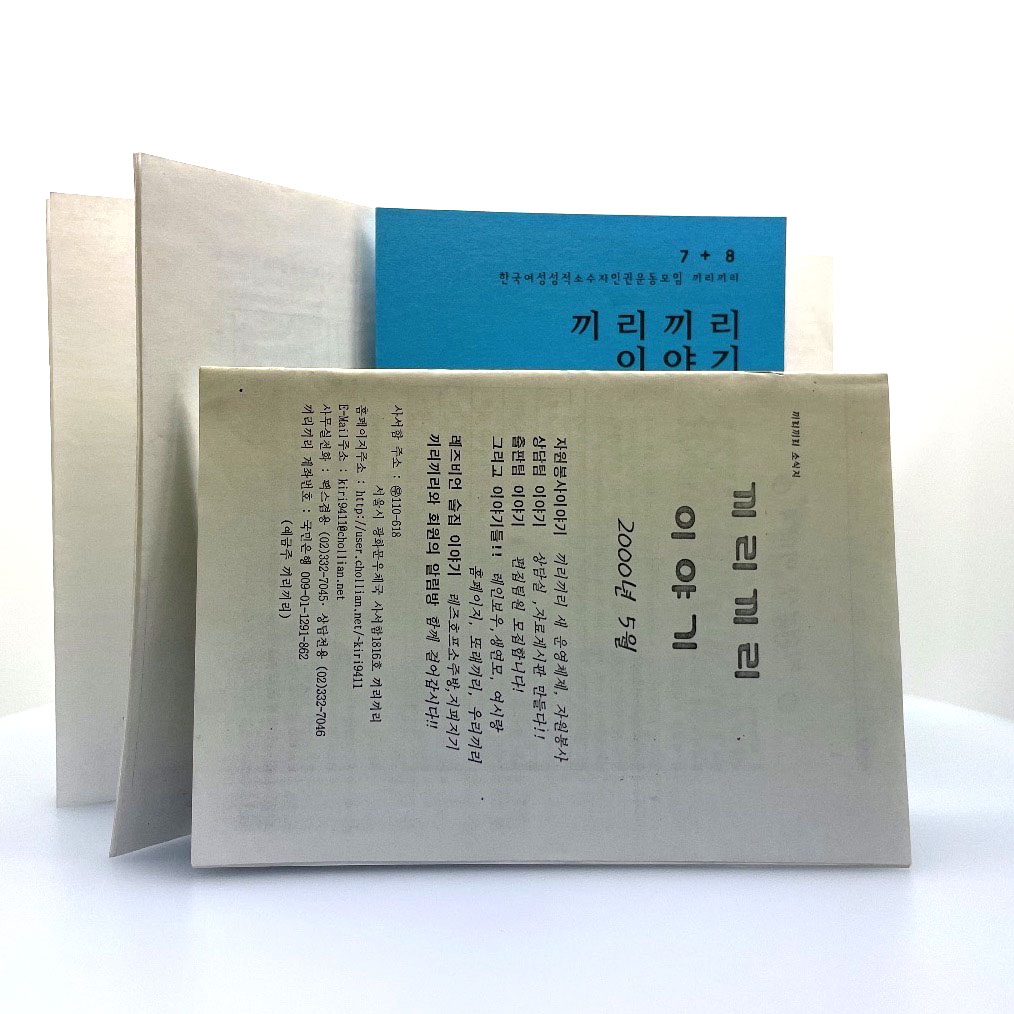 7 + 8
한국여성성적소수자인권운동모임 끼리끼리
끼리끼리
이야기
끼리끼리 소식지
끼리끼리
이야기
2000년 5월
자원봉사이야기 끼리끼리 새 운영체제, 자원봉사
상담팀 이야기 상담실, 자료게시판 만들다!!
출판팀 이야기 편집팀원 모집합니다!
그리고 이야기들!! 레인보우, 생연모, 여사랑
홈페이지, 또래끼리, 우리끼리
레즈비언 술집 이야기 레즈호프소주방,지피지기
끼리끼리와 회원의 알림방 함께 걸어갑시다!!
사서함 주소 : ㉾110-618
서울시 광화문우체국 사서함1816호 끼리끼리
홈페이지주소 : http://user.chollian.net/~kiri9411
E-Mail주소 : kiri9411@chollian.net
사무실전화 : 팩스겸용 (02)332-7045· 상담전용 (02)332-7046
끼리끼리 계좌번호 : 국민은행 009-01-1291-862
(예금주 끼리끼리)